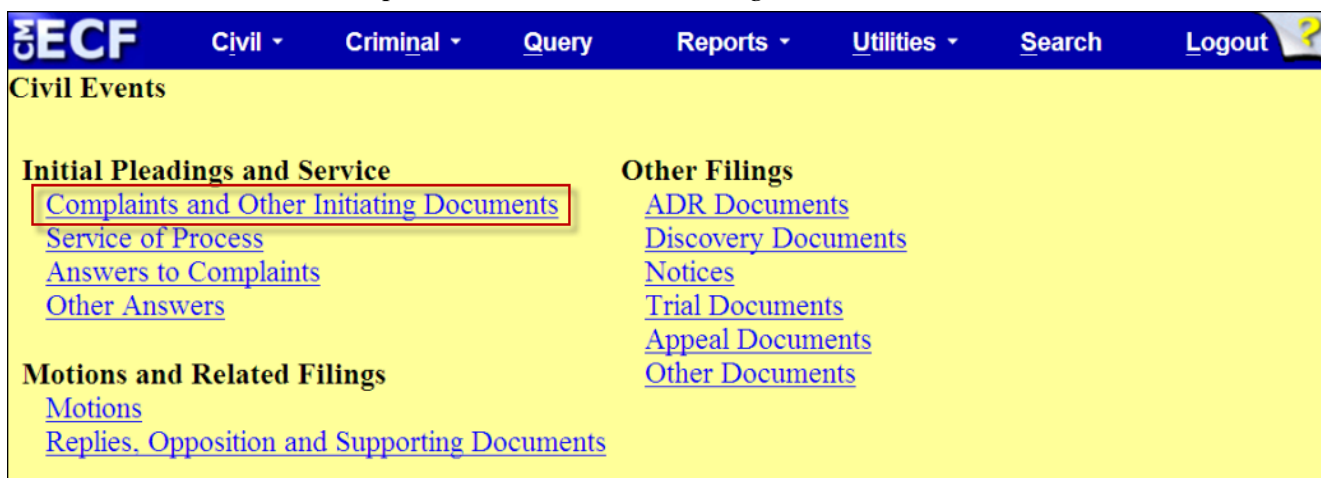 CM ECF Civil Criminal Query Reports Utilities Search Logout ?
Civil Events
Initial Pleadings and Service
Complaints and Other Initiating Documents
Service of Process
Answers to Complaints
Other Answers
Motions and Related Filings
Motions
Replies, Opposition and Supporting Documents
Other Filings
ADR Documents
Discovery Documents
Notices
Trial Documents
Appeal Documents
Other Documents